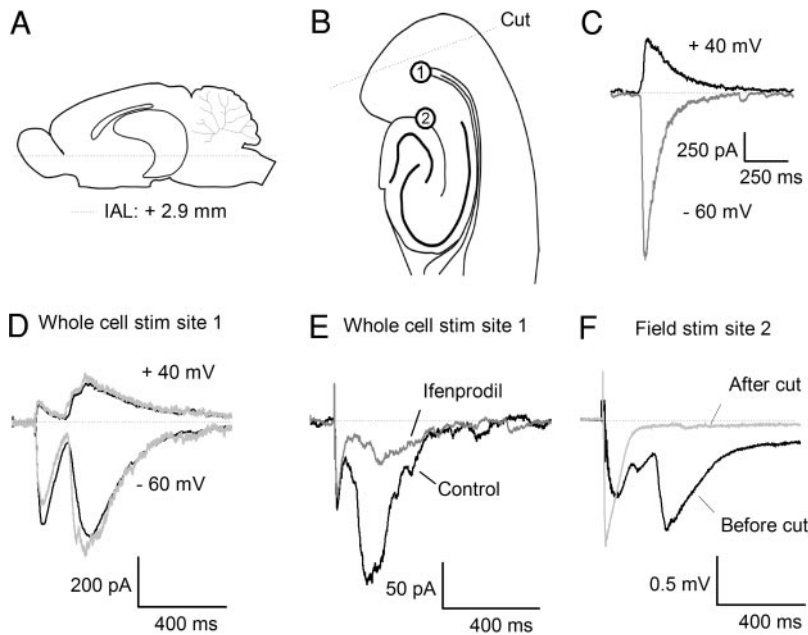 A
IAL: + 2.9 mm
B
Cut
1
2
C
+ 40 mV
250 pA
250 ms
- 60 mV
D Whole cell stim site 1
+ 40 mV
- 60 mV
200 pA
400 ms
E Whole cell stim site 1
Ifenprodil
Control
50 pA
400 ms
F Field stim site 2
After cut
Before cut
0.5 mV
400 ms